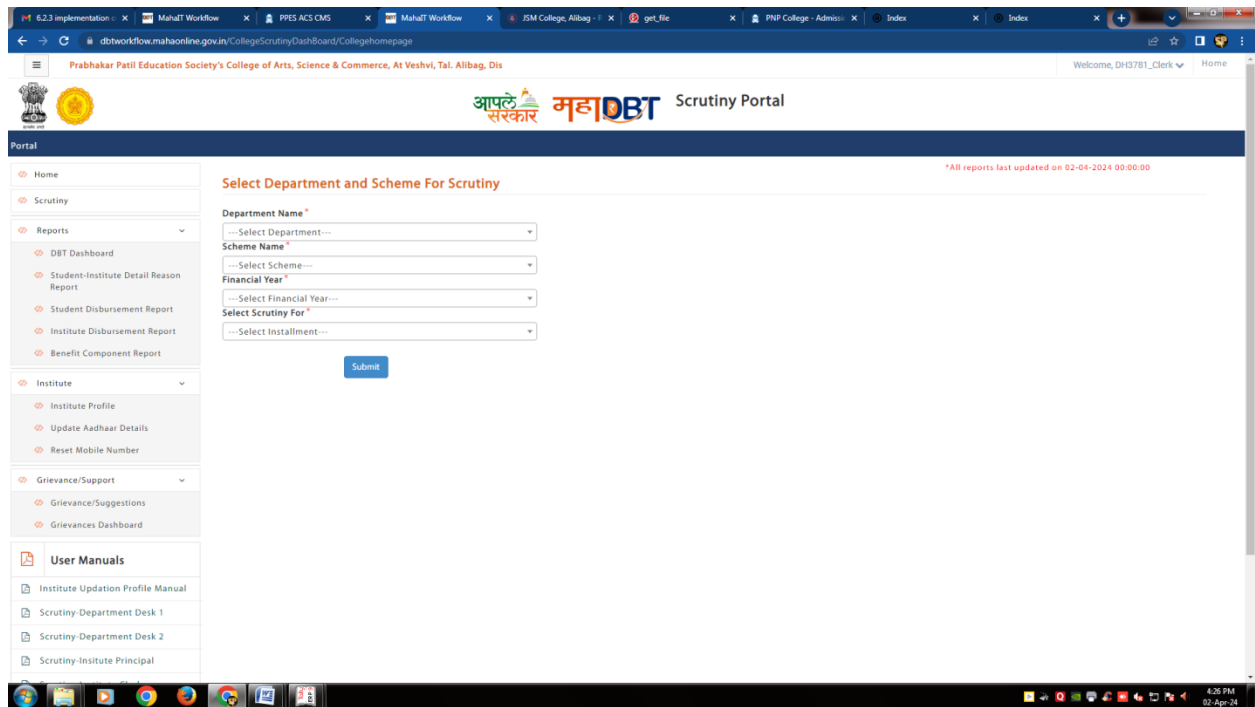 6.2.3 implementation o
MahaIT Workflow
PPES ACS CMS
MahaIT Workflow
JSM College, Alibag - F
get_file
PNP College - Admissio
Index
Index
dbtworkflow.mahaonline.gov.in/CollegeScrutinyDashBoard/Collegehomepage
Prabhakar Patil Education Society's College of Arts, Science & Commerce, At Veshvi, Tal. Alibag, Dis
Welcome, DH3781_Clerk
Home
आपले सरकार
महाDBT
Scrutiny Portal
Portal
*All reports last updated on 02-04-2024 00:00:00
Home
Scrutiny
Reports
DBT Dashboard
Student-Institute Detail Reason
Report
Student Disbursement Report
Institute Disbursement Report
Benefit Component Report
Institute
Institute Profile
Update Aadhaar Details
Reset Mobile Number
Grievance/Support
Grievance/Suggestions
Grievances Dashboard
User Manuals
Institute Updation Profile Manual
Scrutiny-Department Desk 1
Scrutiny-Department Desk 2
Scrutiny-Insitute Principal
Select Department and Scheme For Scrutiny
Department Name*
---Select Department---
Scheme Name*
---Select Scheme---
Financial Year*
---Select Financial Year---
Select Scrutiny For*
---Select Installment---
Submit
4:26 PM
02-Apr-24